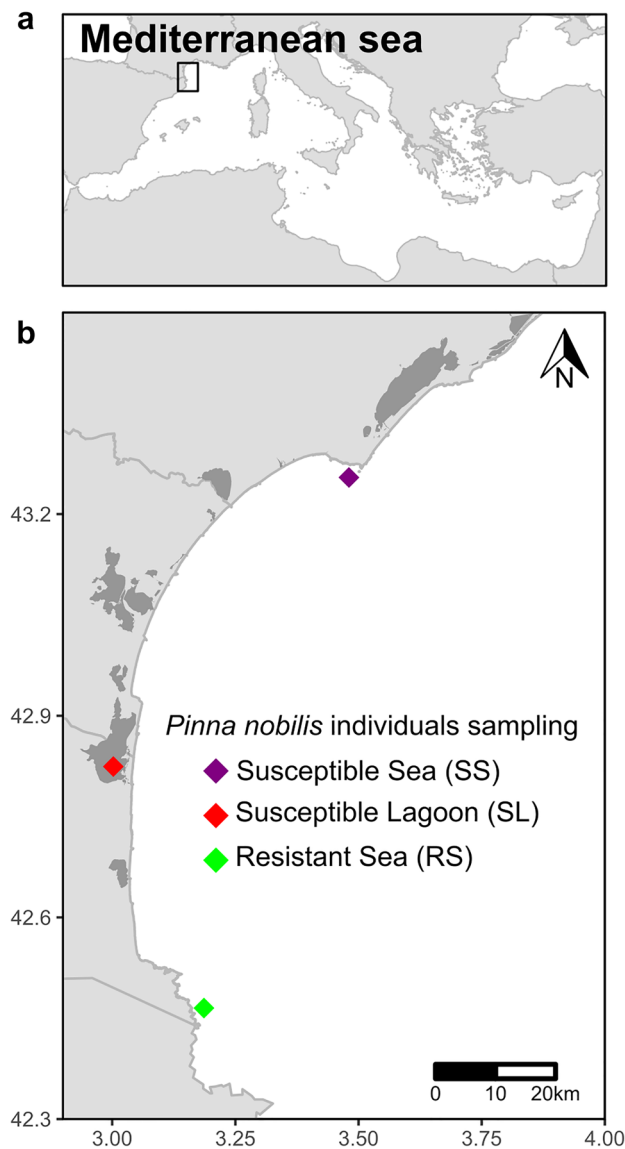 a
Mediterranean sea
b
N
43.2
42.9
42.6
42.3
Pinna nobilis individuals sampling
Susceptible Sea (SS)
Susceptible Lagoon (SL)
Resistant Sea (RS)
0 10 20km
3.00 3.25 3.50 3.75 4.00